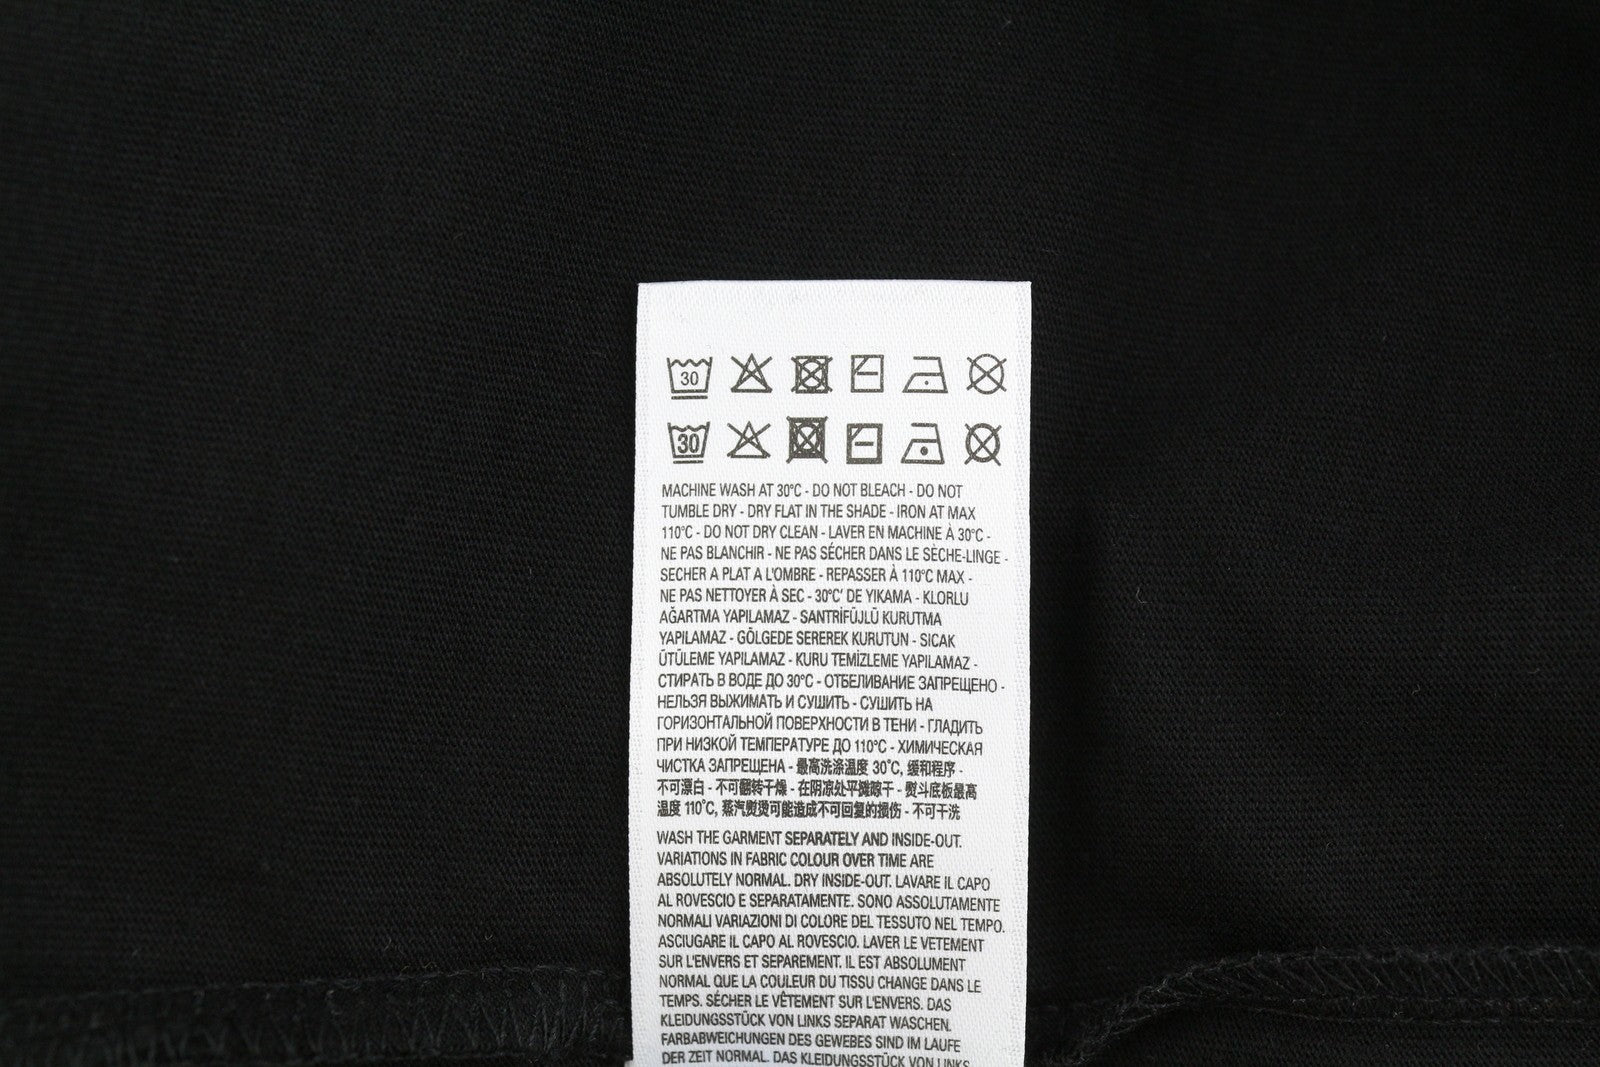 30
30
MACHINE WASH AT 30°C - DO NOT BLEACH - DO NOT
TUMBLE DRY - DRY FLAT IN THE SHADE - IRON AT MAX
110°C - DO NOT DRY CLEAN - LAVER EN MACHINE À 30°C -
NE PAS BLANCHIR - NE PAS SÉCHER DANS LE SÈCHE-LINGE -
SECHER A PLAT A L'OMBRE - REPASSER À 110°C MAX -
NE PAS NETTOYER À SEC - 30°C' DE YIKAMA - KLORLU
AĞARTMA YAPILAMAZ - SANTRİFÜJLÜ KURUTMA
YAPILAMAZ - GÖLGEDE SEREREK KURUTUN - SICAK
ÜTÜLEME YAPILAMAZ - KURU TEMİZLEME YAPILAMAZ -
СТИРАТЬ В ВОДЕ ДО 30°C - ОТБЕЛИВАНИЕ ЗАПРЕЩЕНО -
НЕЛЬЗЯ ВЫЖИМАТЬ И СУШИТЬ - СУШИТЬ НА
ГОРИЗОНТАЛЬНОЙ ПОВЕРХНОСТИ В ТЕНИ - ГЛАДИТЬ
ПРИ НИЗКОЙ ТЕМПЕРАТУРЕ ДО 110°C - ХИМИЧЕСКАЯ
ЧИСТКА ЗАПРЕЩЕНА - 最高洗涤温度 30°C, 缓和程序 -
不可漂白 - 不可翻转干燥 - 在阴凉处平摊晾干 - 熨斗底板最高
温度 110°C, 蒸汽熨烫可能造成不可回复的损伤 - 不可干洗
WASH THE GARMENT SEPARATELY AND INSIDE-OUT.
VARIATIONS IN FABRIC COLOUR OVER TIME ARE
ABSOLUTELY NORMAL. DRY INSIDE-OUT. LAVARE IL CAPO
AL ROVESCIO E SEPARATAMENTE. SONO ASSOLUTAMENTE
NORMALI VARIAZIONI DI COLORE DEL TESSUTO NEL TEMPO.
ASCIUGARE IL CAPO AL ROVESCIO. LAVER LE VETEMENT
SUR L'ENVERS ET SEPAREMENT. IL EST ABSOLUMENT
NORMAL QUE LA COULEUR DU TISSU CHANGE DANS LE
TEMPS. SÉCHER LE VÊTEMENT SUR L'ENVERS. DAS
KLEIDUNGSSTÜCK VON LINKS SEPARAT WASCHEN.
FARBABWEICHUNGEN DES GEWEBES SIND IM LAUFE
DER ZEIT NORMAL. DAS KLEIDUNGSSTÜCK VON LINKS